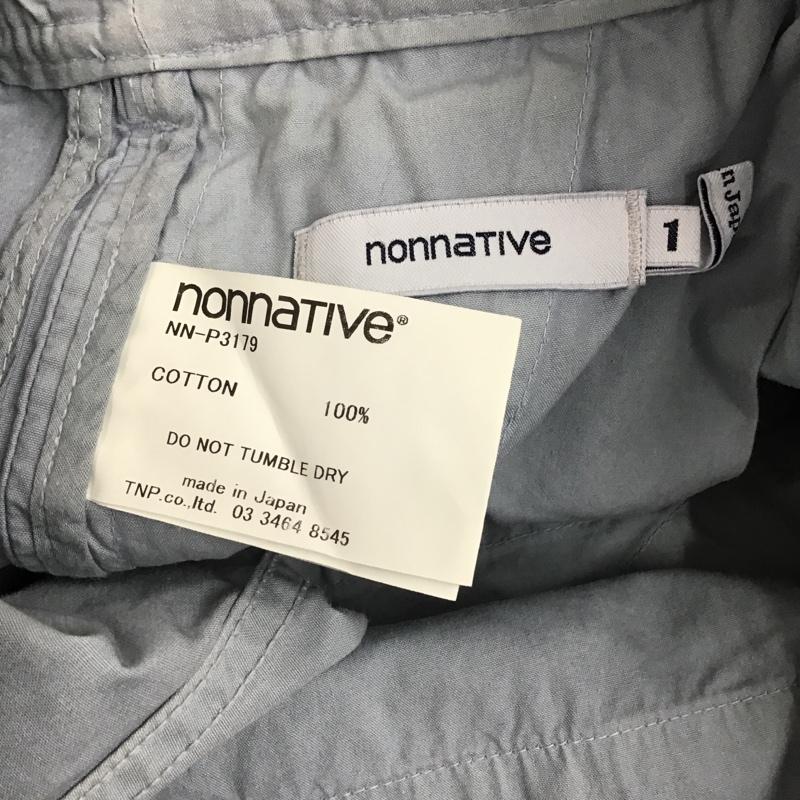 nonnative
1
n Jap
nonnative®
NN-P3179
COTTON 100%
DO NOT TUMBLE DRY
made in Japan
TNP.co.,ltd. 03 3464 8545